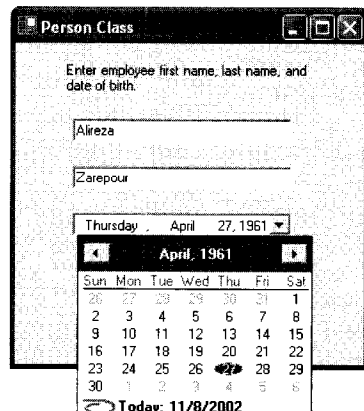 Person Class
Enter employee first name, last name, and
date of birth.
Alireza
Zarepour
Thursday , April 27, 1961
April, 1961
Sun Mon Tue Wed Thu Fri Sat
26 27 28 29 30 31 1
2 3 4 5 6 7 8
9 10 11 12 13 14 15
16 17 18 19 20 21 22
23 24 25 26 27 28 29
30 1 2 3 4 5 6
Today: 11/8/2002